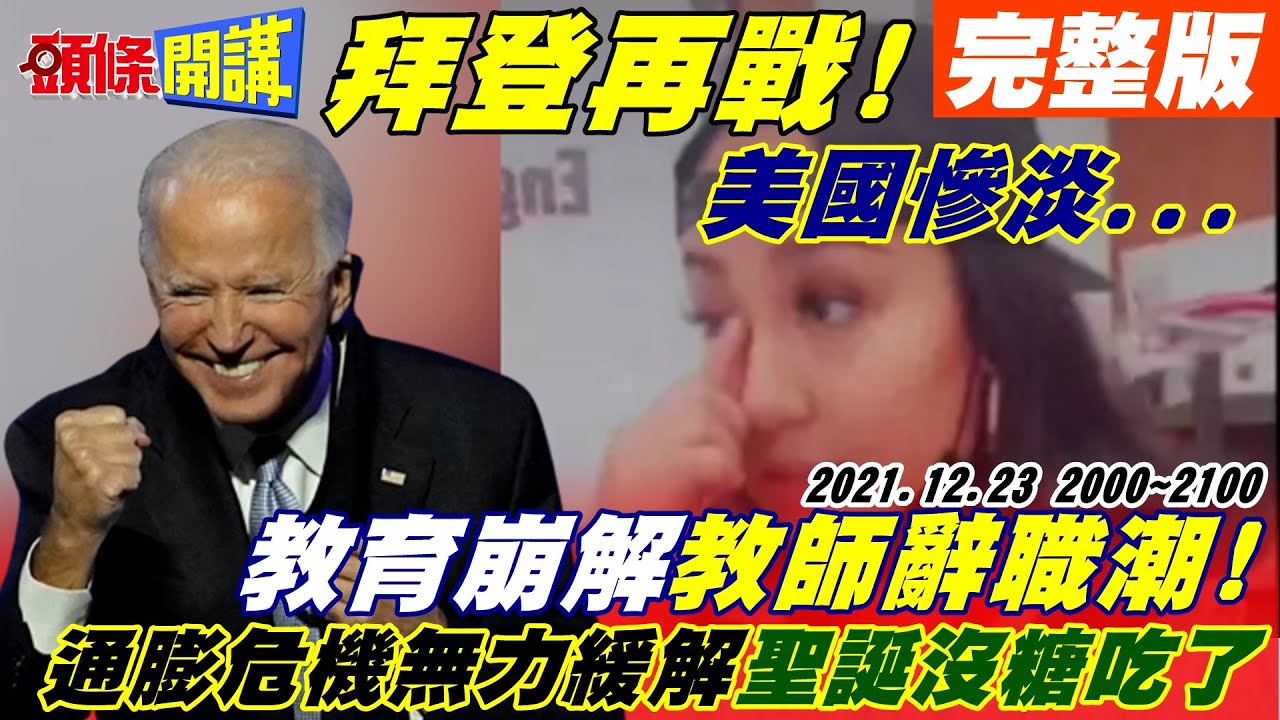 頭條開講
拜登再戰!
完整版
Eng
美國慘淡...
2021.12.23 2000~2100
教育崩解教師辭職潮!
通膨危機無力緩解聖誕沒糖吃了